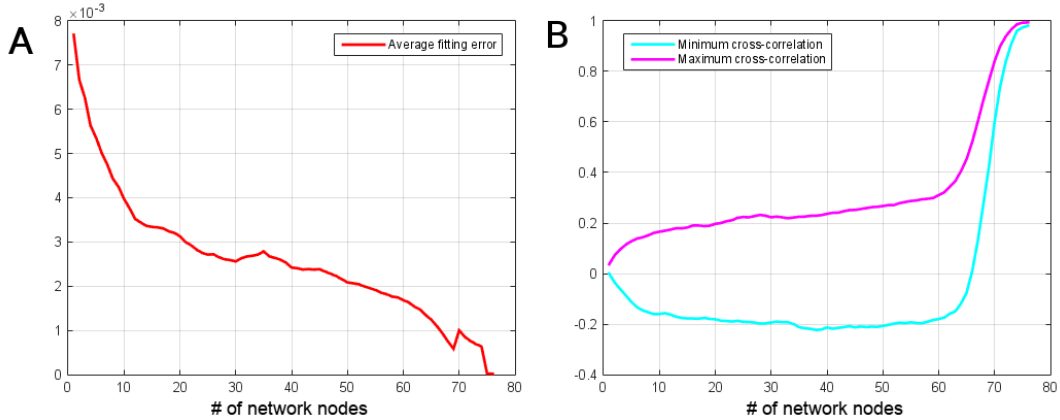 A
×10^-3
8
7
6
5
4
3
2
1
0
0 10 20 30 40 50 60 70 80
# of network nodes
Average fitting error
B
1
0.8
0.6
0.4
0.2
0
-0.2
-0.4
0 10 20 30 40 50 60 70 80
# of network nodes
Minimum cross-correlation
Maximum cross-correlation